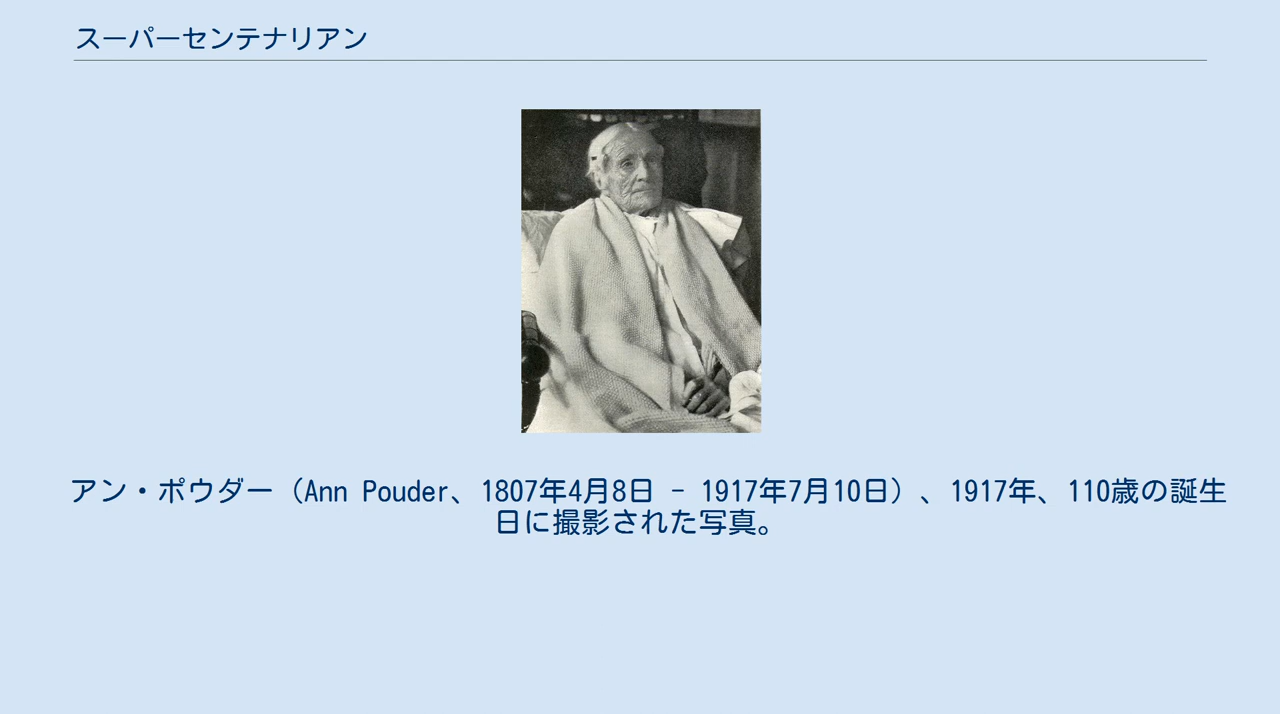 スーパーセンテナリアン
アン・ポウダー（Ann Pouder、1807年4月8日 - 1917年7月10日）、1917年、110歳の誕生
日に撮影された写真。